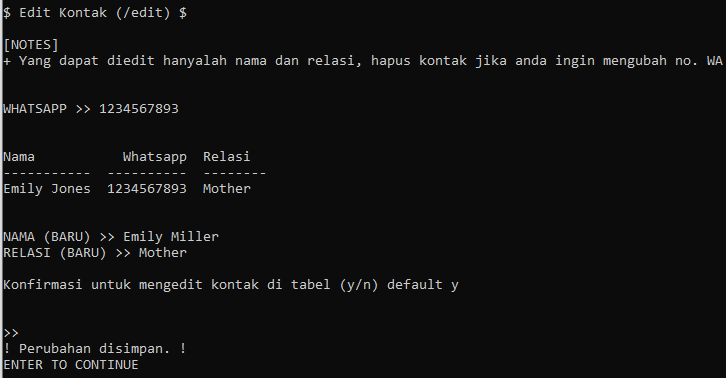 $ Edit Kontak (/edit) $
[NOTES]
+ Yang dapat diedit hanyalah nama dan relasi, hapus kontak jika anda ingin mengubah no. WA
WHATSAPP >> 1234567893
Nama Whatsapp Relasi
----------- ---------- --------
Emily Jones 1234567893 Mother
NAMA (BARU) >> Emily Miller
RELASI (BARU) >> Mother
Konfirmasi untuk mengedit kontak di tabel (y/n) default y
>>
! Perubahan disimpan. !
ENTER TO CONTINUE